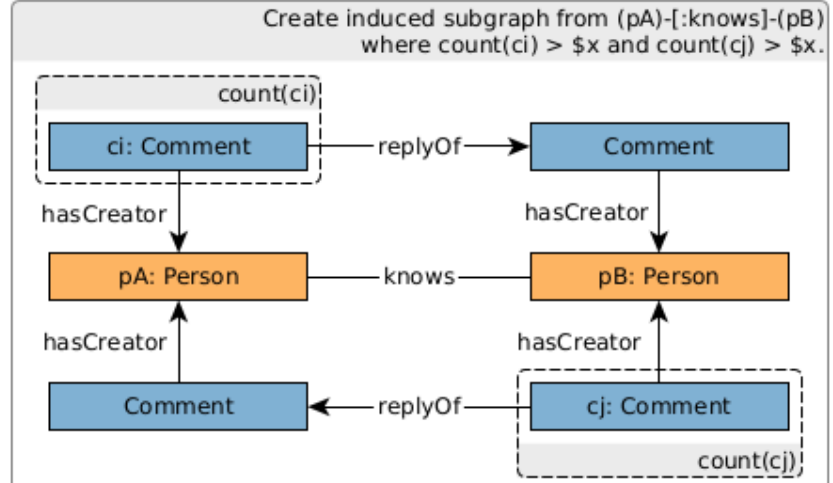 Create induced subgraph from (pA)-[:knows]-(pB)
where count(ci) > $x and count(cj) > $x.
count(ci)
ci: Comment
replyOf
Comment
hasCreator
hasCreator
pA: Person
knows
pB: Person
hasCreator
hasCreator
Comment
replyOf
cj: Comment
count(cj)